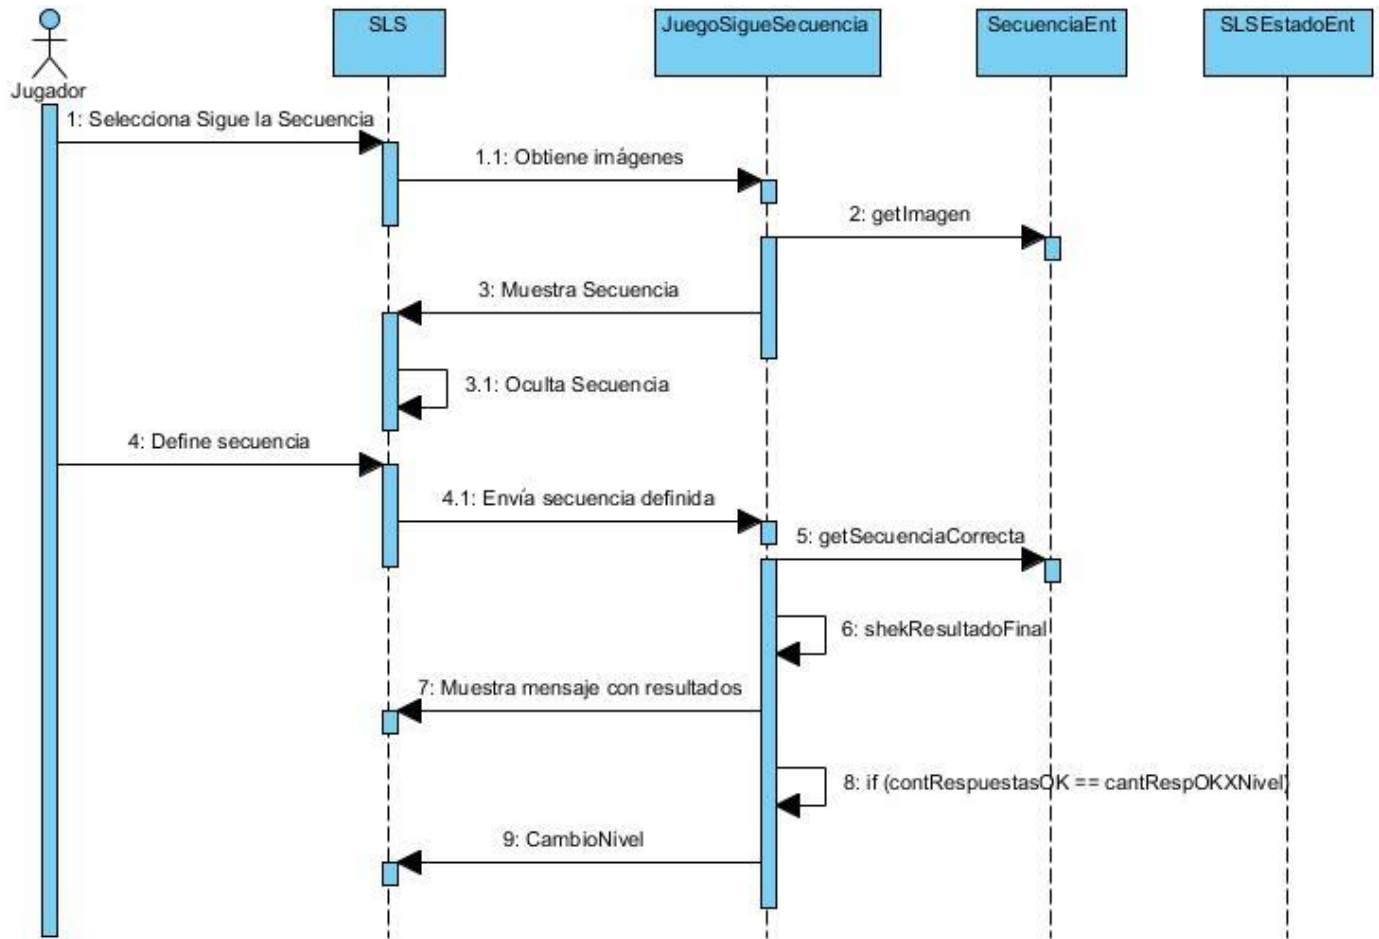 SLS
JuegoSigueSecuencia
SecuenciaEnt
SLSEstadoEnt
Jugador
1: Selecciona Sigue la Secuencia
1.1: Obtiene imágenes
2: getImagen
3: Muestra Secuencia
3.1: Oculta Secuencia
4: Define secuencia
4.1: Envía secuencia definida
5: getSecuenciaCorrecta
6: shekResultadoFinal
7: Muestra mensaje con resultados
8: if (contRespuestasOK == cantRespOKXNivel)
9: CambioNivel